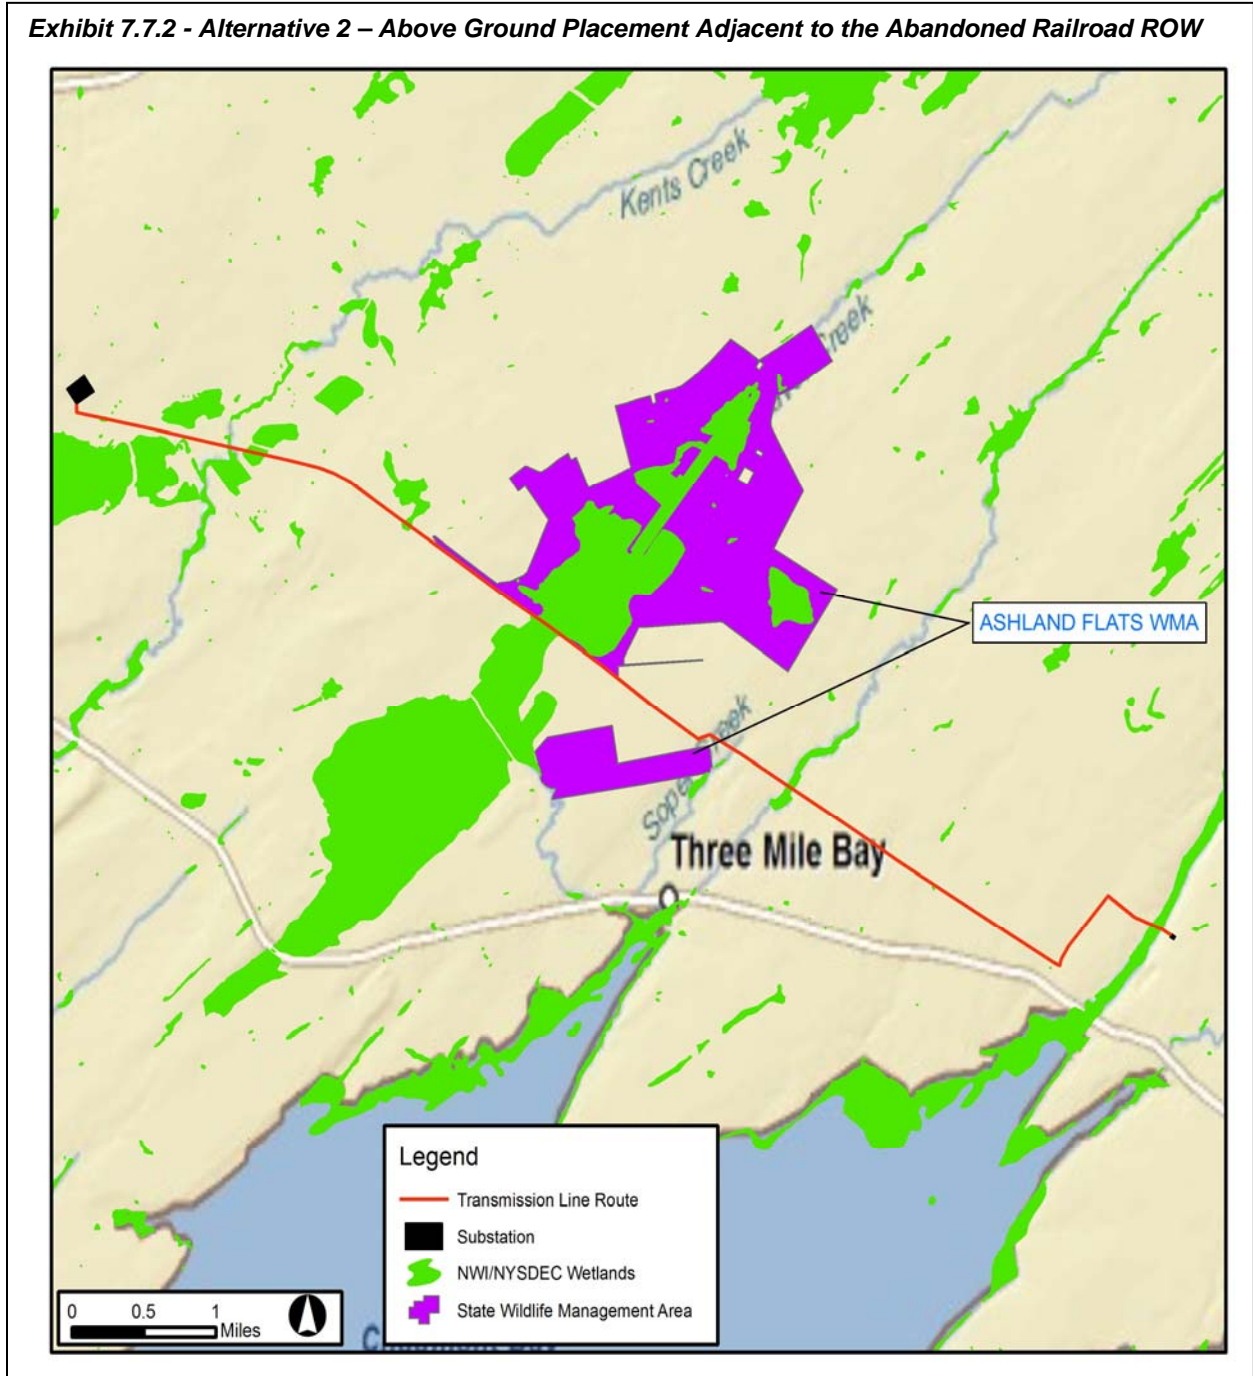 Exhibit 7.7.2 - Alternative 2 – Above Ground Placement Adjacent to the Abandoned Railroad ROW
Kents Creek
Creek
ASHLAND FLATS WMA
Creek
Three Mile Bay
Legend
Transmission Line Route
Substation
NWI/NYSDEC Wetlands
State Wildlife Management Area
0 0.5 1
Miles